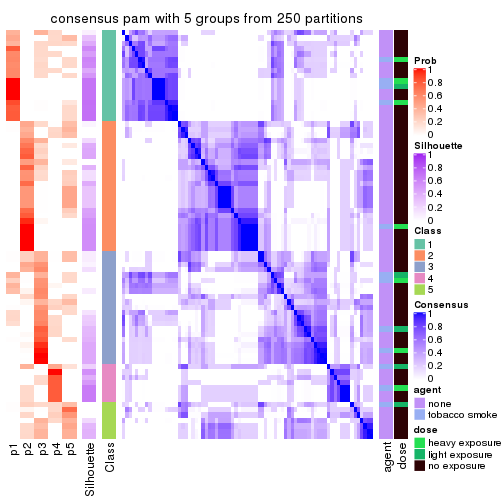 consensus pam with 5 groups from 250 partitions
Prob
1
0.8
0.6
0.4
0.2
0
Silhouette
1
0.8
0.6
0.4
0.2
0
Class
1
2
3
4
5
Consensus
1
0.8
0.6
0.4
0.2
0
agent
none
tobacco smoke
dose
heavy exposure
light exposure
no exposure
p1
p2
p3
p4
p5
Silhouette
Class
agent
dose